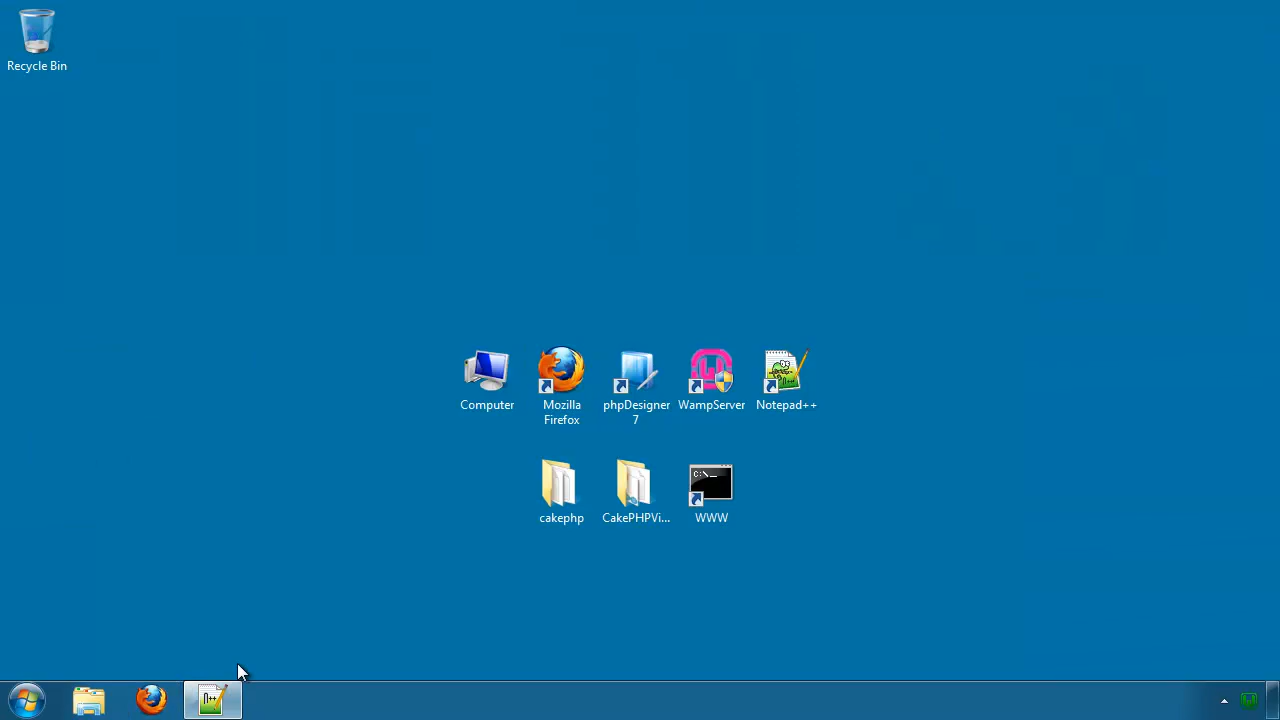 Recycle Bin
Computer
Mozilla
Firefox
phpDesigner
7
WampServer
Notepad++
cakephp
CakePHPVi...
WWW
C:\._
n++